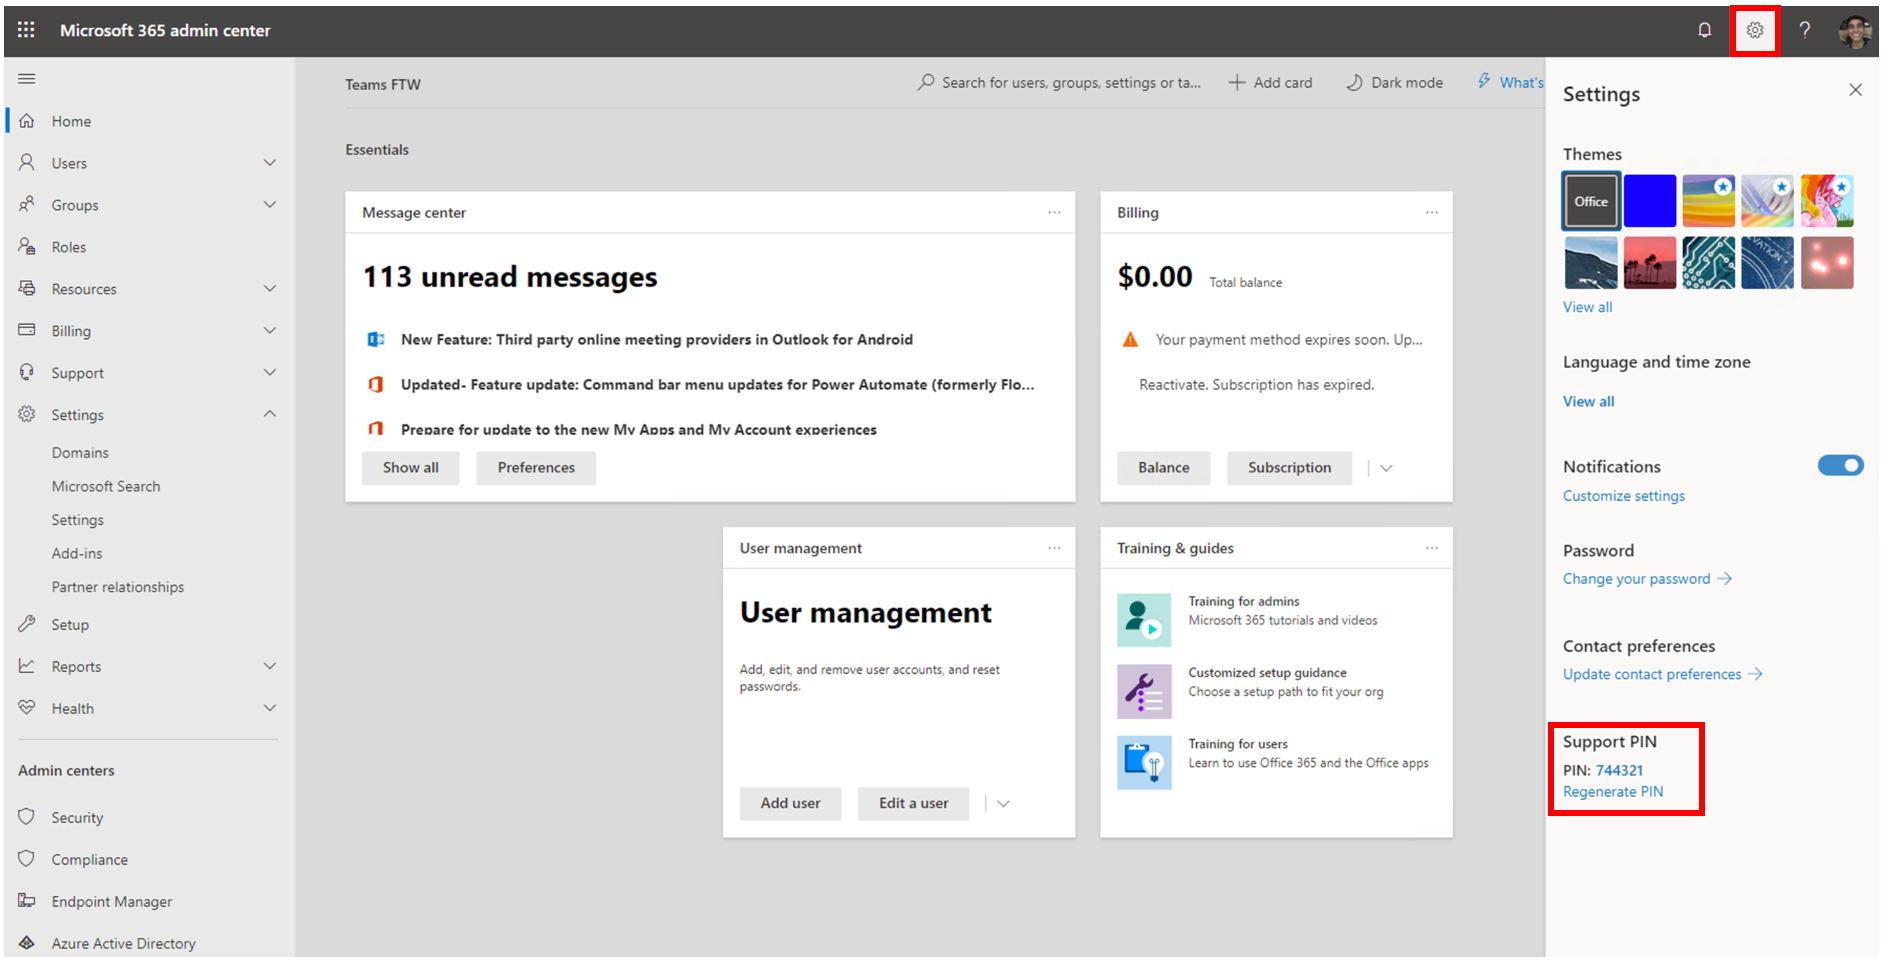 Microsoft 365 admin center
?
Home
Users
Groups
Roles
Resources
Billing
Support
Settings
Domains
Microsoft Search
Settings
Add-ins
Partner relationships
Setup
Reports
Health
Admin centers
Security
Compliance
Endpoint Manager
Azure Active Directory
Teams FTW
Search for users, groups, settings or ta...
Add card
Dark mode
What's
Essentials
Message center
113 unread messages
New Feature: Third party online meeting providers in Outlook for Android
Updated- Feature update: Command bar menu updates for Power Automate (formerly Flo...
Prepare for update to the new My Apps and My Account experiences
Show all
Preferences
Billing
$0.00 Total balance
Your payment method expires soon. Up...
Reactivate. Subscription has expired.
Balance
Subscription
User management
User management
Add, edit, and remove user accounts, and reset
passwords.
Add user
Edit a user
Training & guides
Training for admins
Microsoft 365 tutorials and videos
Customized setup guidance
Choose a setup path to fit your org
Training for users
Learn to use Office 365 and the Office apps
Settings
Themes
Office
View all
Language and time zone
View all
Notifications
Customize settings
Password
Change your password
Contact preferences
Update contact preferences
Support PIN
PIN: 744321
Regenerate PIN